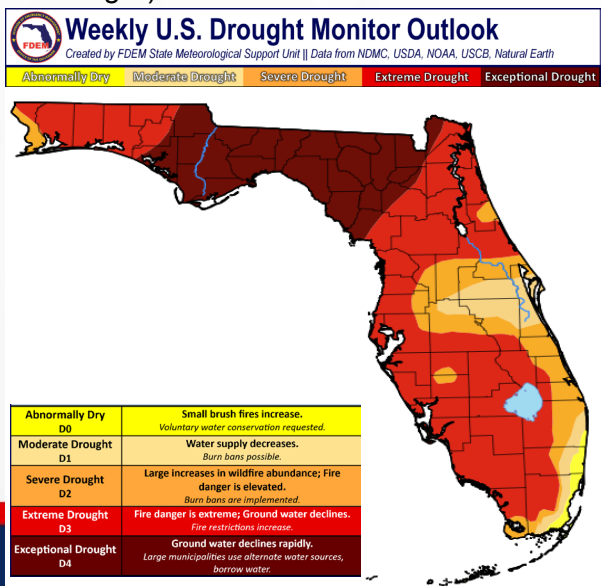 Weekly U.S. Drought Monitor Outlook
Created by FDEM State Meteorological Support Unit || Data from NDMC, USDA, NOAA, USCB, Natural Earth
FDEM
Abnormally Dry Moderate Drought Severe Drought Extreme Drought Exceptional Drought
Abnormally Dry
D0
Small brush fires increase.
Voluntary water conservation requested.
Moderate Drought
D1
Water supply decreases.
Burn bans possible.
Severe Drought
D2
Large increases in wildfire abundance; Fire
danger is elevated.
Burn bans are implemented.
Extreme Drought
D3
Fire danger is extreme; Ground water declines.
Fire restrictions increase.
Exceptional Drought
D4
Ground water declines rapidly.
Large municipalities use alternate water sources,
borrow water.